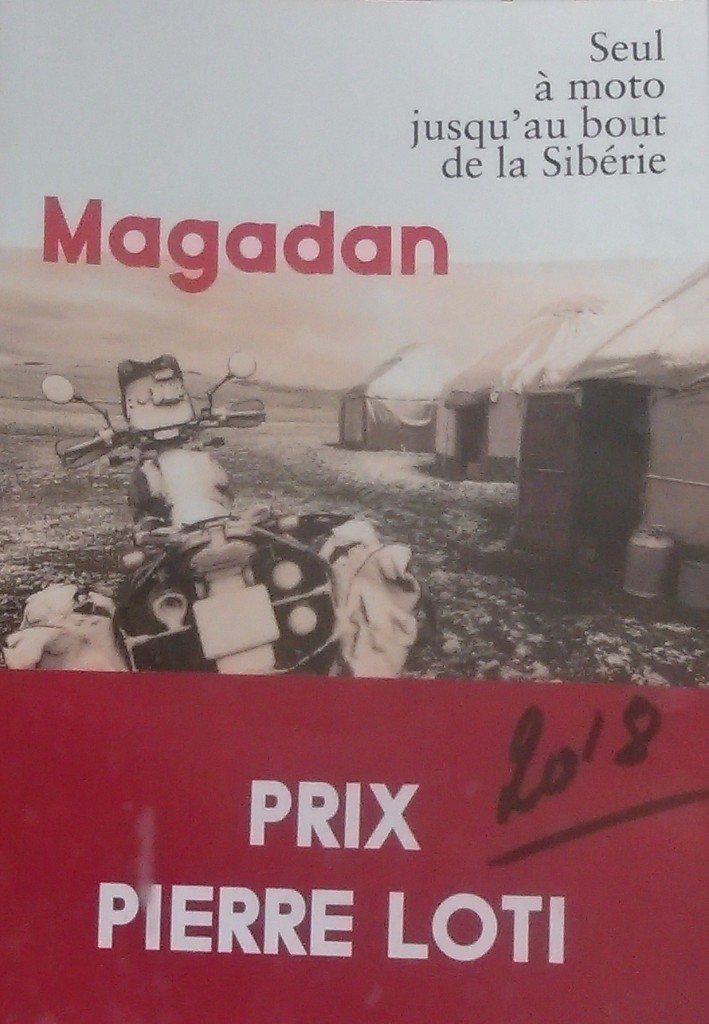 Seul
à moto
jusqu'au bout
de la Sibérie
Magadan
2018
PRIX
PIERRE LOTI